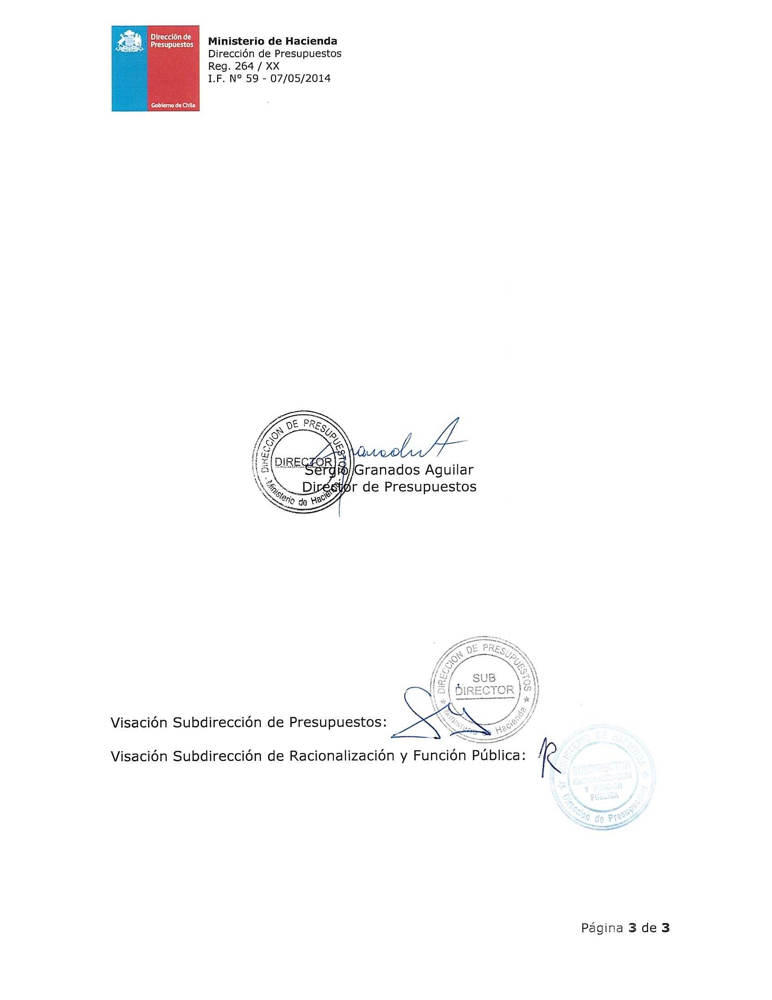 Dirección de
Presupuestos
Gobierno de Chile
Ministerio de Hacienda
Dirección de Presupuestos
Reg. 264 / XX
I.F. Nº 59 - 07/05/2014
DIRECCION DE PRESUPUESTOS
DIRECTOR
- Ministerio de Hacienda -
Sergio Granados Aguilar
Director de Presupuestos
DIRECCION DE PRESUPUESTOS
SUB
DIRECTOR
Ministerio de Hacienda
Visación Subdirección de Presupuestos:
Visación Subdirección de Racionalización y Función Pública:
MINISTERIO DE HACIENDA
SUBDIRECTOR
RACIONALIZACION
Y FUNCION
PUBLICA
Direccion de Presupuestos
Página 3 de 3